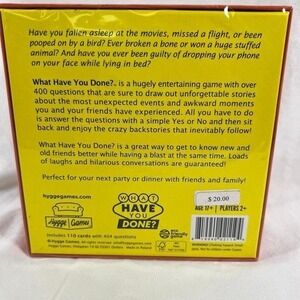 Have you fallen asleep at the movies, missed a flight, or been
pooped on by a bird? Ever broken a bone or won a huge stuffed
animal? And have you ever been guilty of dropping your phone
on your face while lying in bed?
What Have You Done?™ is a hugely entertaining game with over
400 questions that are sure to draw out unforgettable stories
about the most unexpected events and awkward moments
you and your friends have experienced. All you have to do
is answer the questions with a simple Yes or No and then sit
back and enjoy the crazy backstories that inevitably follow!
What Have You Done? is a great way to get to know new and
old friends better while having a blast at the same time. Loads
of laughs and hilarious conversations are guaranteed!
Perfect for your next party or dinner with friends and family!
hyggegames.com
Hygge Games
WHAT
HAVE
YOU
DONE?
eco
friendly
game
$ 20.00
AGE 17+ | PLAYERS 2+
Includes 110 cards with 404 questions